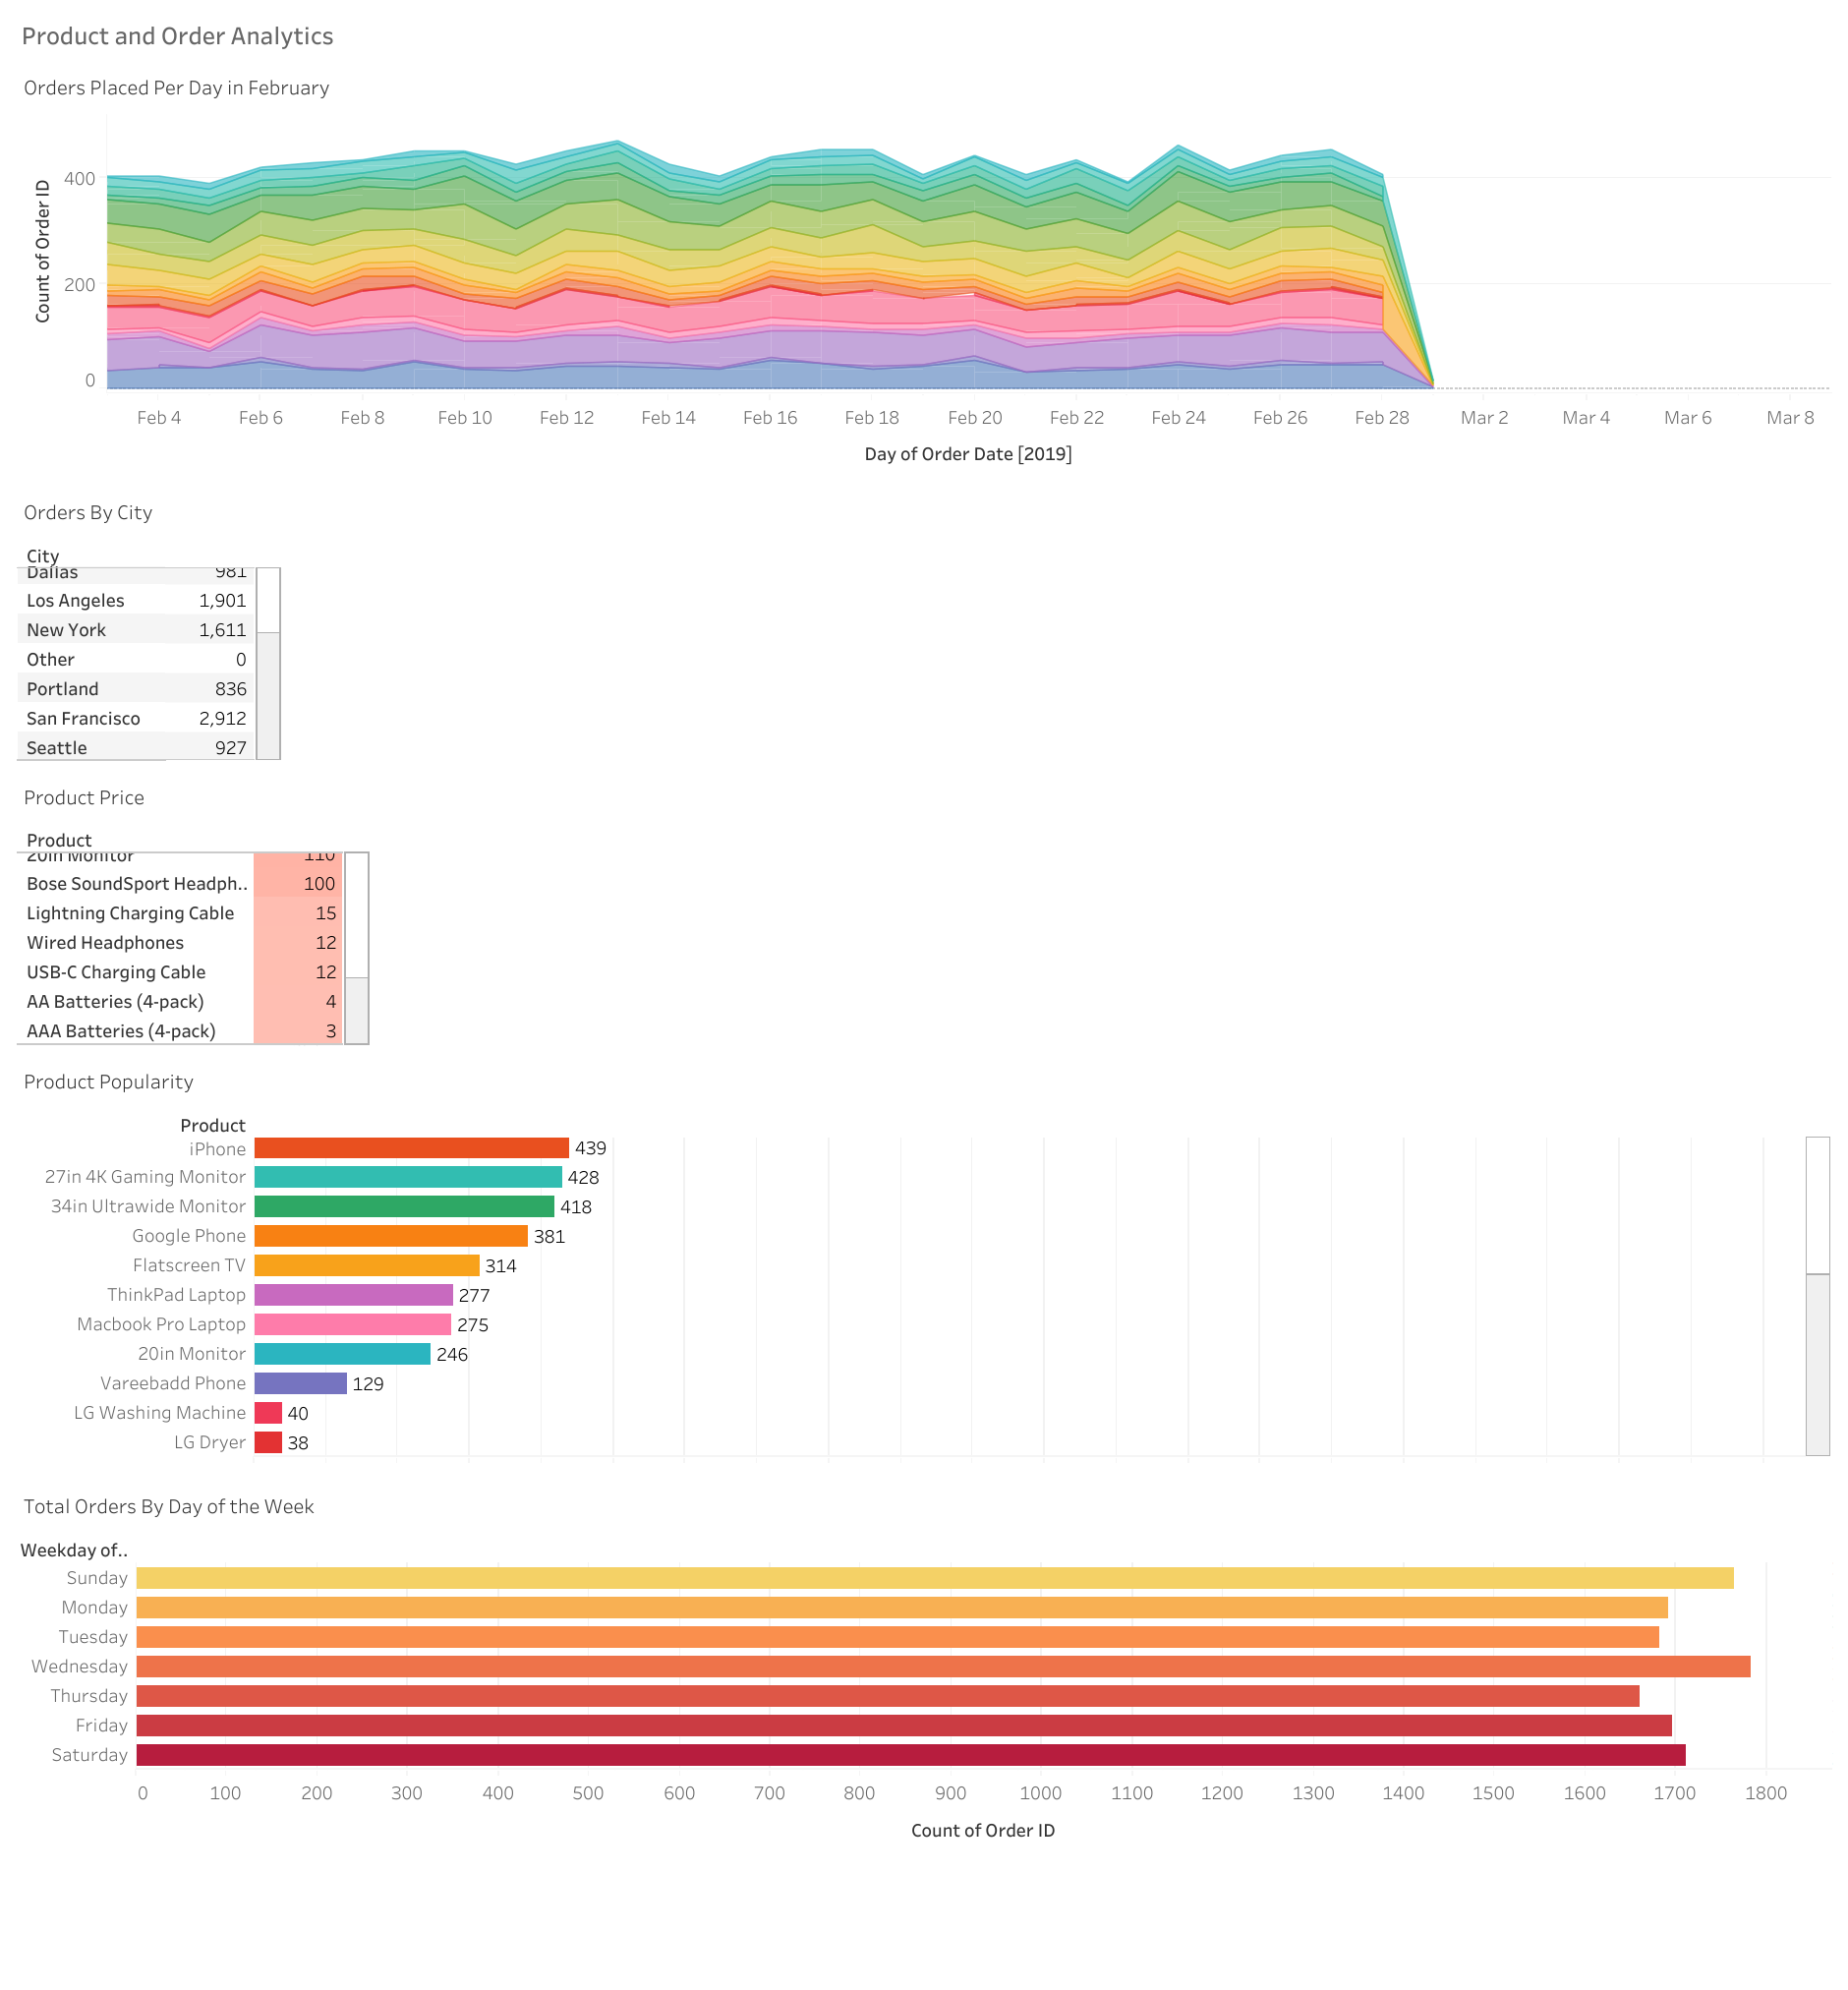 Product and Order Analytics
Orders Placed Per Day in February
400
200
0
Count of Order ID
Feb 4 Feb 6 Feb 8 Feb 10 Feb 12 Feb 14 Feb 16 Feb 18 Feb 20 Feb 22 Feb 24 Feb 26 Feb 28 Mar 2 Mar 4 Mar 6 Mar 8
Day of Order Date [2019]
Orders By City
City
Dallas 981
Los Angeles 1,901
New York 1,611
Other 0
Portland 836
San Francisco 2,912
Seattle 927
Product Price
Product
20in Monitor 110
Bose SoundSport Headph.. 100
Lightning Charging Cable 15
Wired Headphones 12
USB-C Charging Cable 12
AA Batteries (4-pack) 4
AAA Batteries (4-pack) 3
Product Popularity
Product
iPhone 439
27in 4K Gaming Monitor 428
34in Ultrawide Monitor 418
Google Phone 381
Flatscreen TV 314
ThinkPad Laptop 277
Macbook Pro Laptop 275
20in Monitor 246
Vareebadd Phone 129
LG Washing Machine 40
LG Dryer 38
Total Orders By Day of the Week
Weekday of..
Sunday
Monday
Tuesday
Wednesday
Thursday
Friday
Saturday
0 100 200 300 400 500 600 700 800 900 1000 1100 1200 1300 1400 1500 1600 1700 1800
Count of Order ID